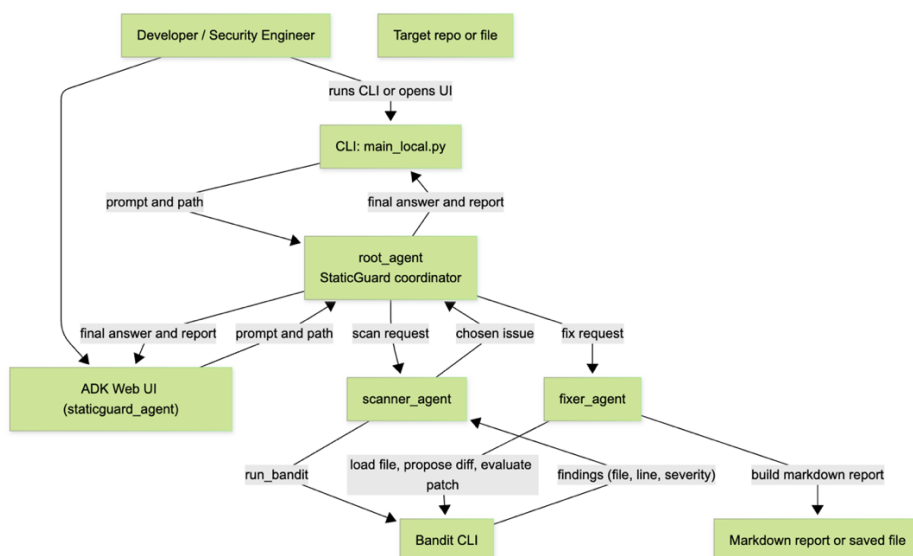 Developer / Security Engineer
Target repo or file
runs CLI or opens UI
CLI: main_local.py
prompt and path
final answer and report
root_agent
StaticGuard coordinator
final answer and report
prompt and path
scan request
chosen issue
fix request
ADK Web UI
(staticguard_agent)
scanner_agent
fixer_agent
run_bandit
load file, propose diff, evaluate
patch
findings (file, line, severity)
build markdown report
Bandit CLI
Markdown report or saved file